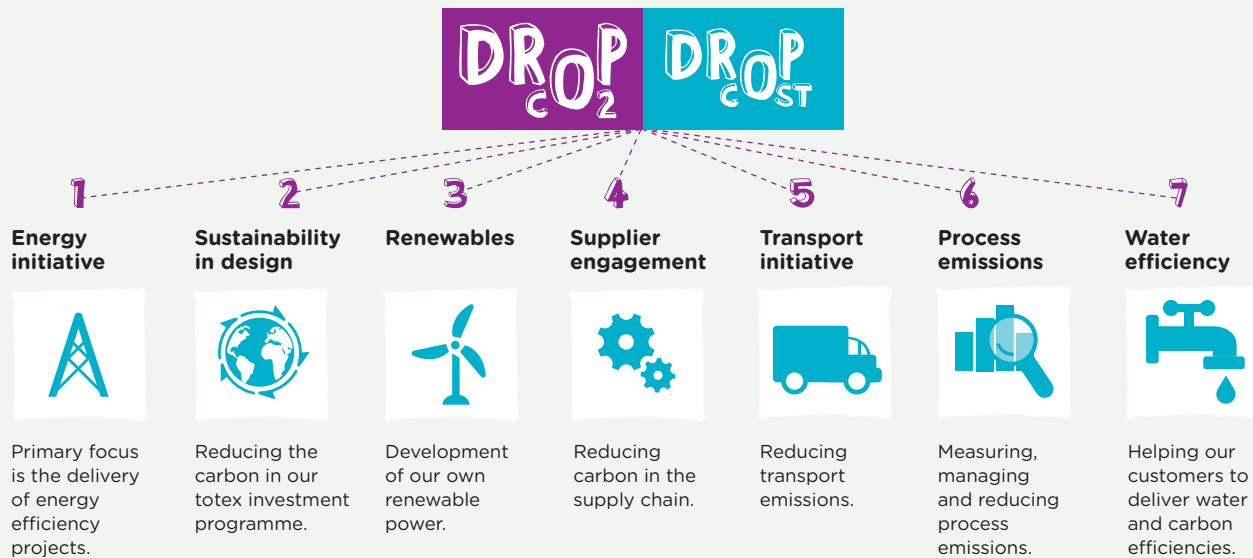 DROP
CO2
DROP
COST
1
Energy
initiative
Primary focus
is the delivery
of energy
efficiency
projects.
2
Sustainability
in design
Reducing the
carbon in our
totex investment
programme.
3
Renewables
Development
of our own
renewable
power.
4
Supplier
engagement
Reducing
carbon in the
supply chain.
5
Transport
initiative
Reducing
transport
emissions.
6
Process
emissions
Measuring,
managing
and reducing
process
emissions.
7
Water
efficiency
Helping our
customers to
deliver water
and carbon
efficiencies.